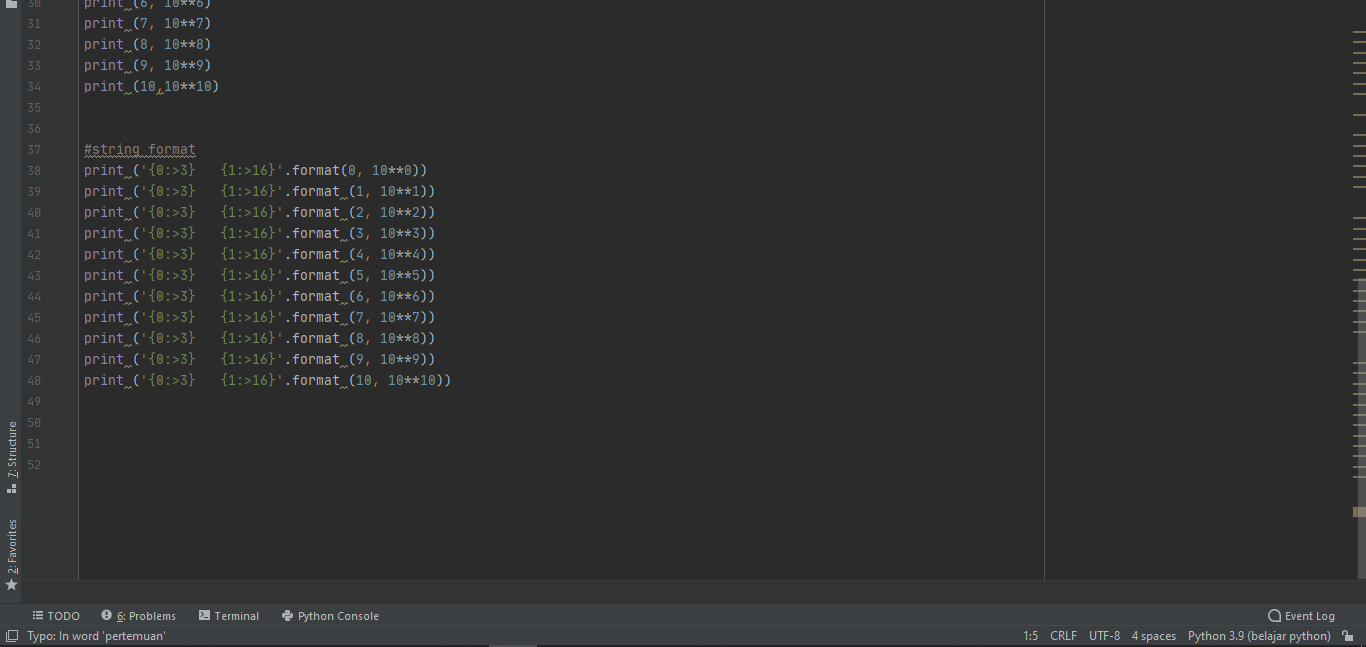 30 print (6, 10**6)
31 print (7, 10**7)
32 print (8, 10**8)
33 print (9, 10**9)
34 print (10,10**10)
35
36
37 #string format
38 print ('{0:>3}   {1:>16}'.format(0, 10**0))
39 print ('{0:>3}   {1:>16}'.format (1, 10**1))
40 print ('{0:>3}   {1:>16}'.format (2, 10**2))
41 print ('{0:>3}   {1:>16}'.format (3, 10**3))
42 print ('{0:>3}   {1:>16}'.format (4, 10**4))
43 print ('{0:>3}   {1:>16}'.format (5, 10**5))
44 print ('{0:>3}   {1:>16}'.format (6, 10**6))
45 print ('{0:>3}   {1:>16}'.format (7, 10**7))
46 print ('{0:>3}   {1:>16}'.format (8, 10**8))
47 print ('{0:>3}   {1:>16}'.format (9, 10**9))
48 print ('{0:>3}   {1:>16}'.format (10, 10**10))
49
50
51
52
7: Structure
2: Favorites
TODO 6: Problems Terminal Python Console Event Log
Typo: In word 'pertemuan' 1:5 CRLF UTF-8 4 spaces Python 3.9 (belajar python)